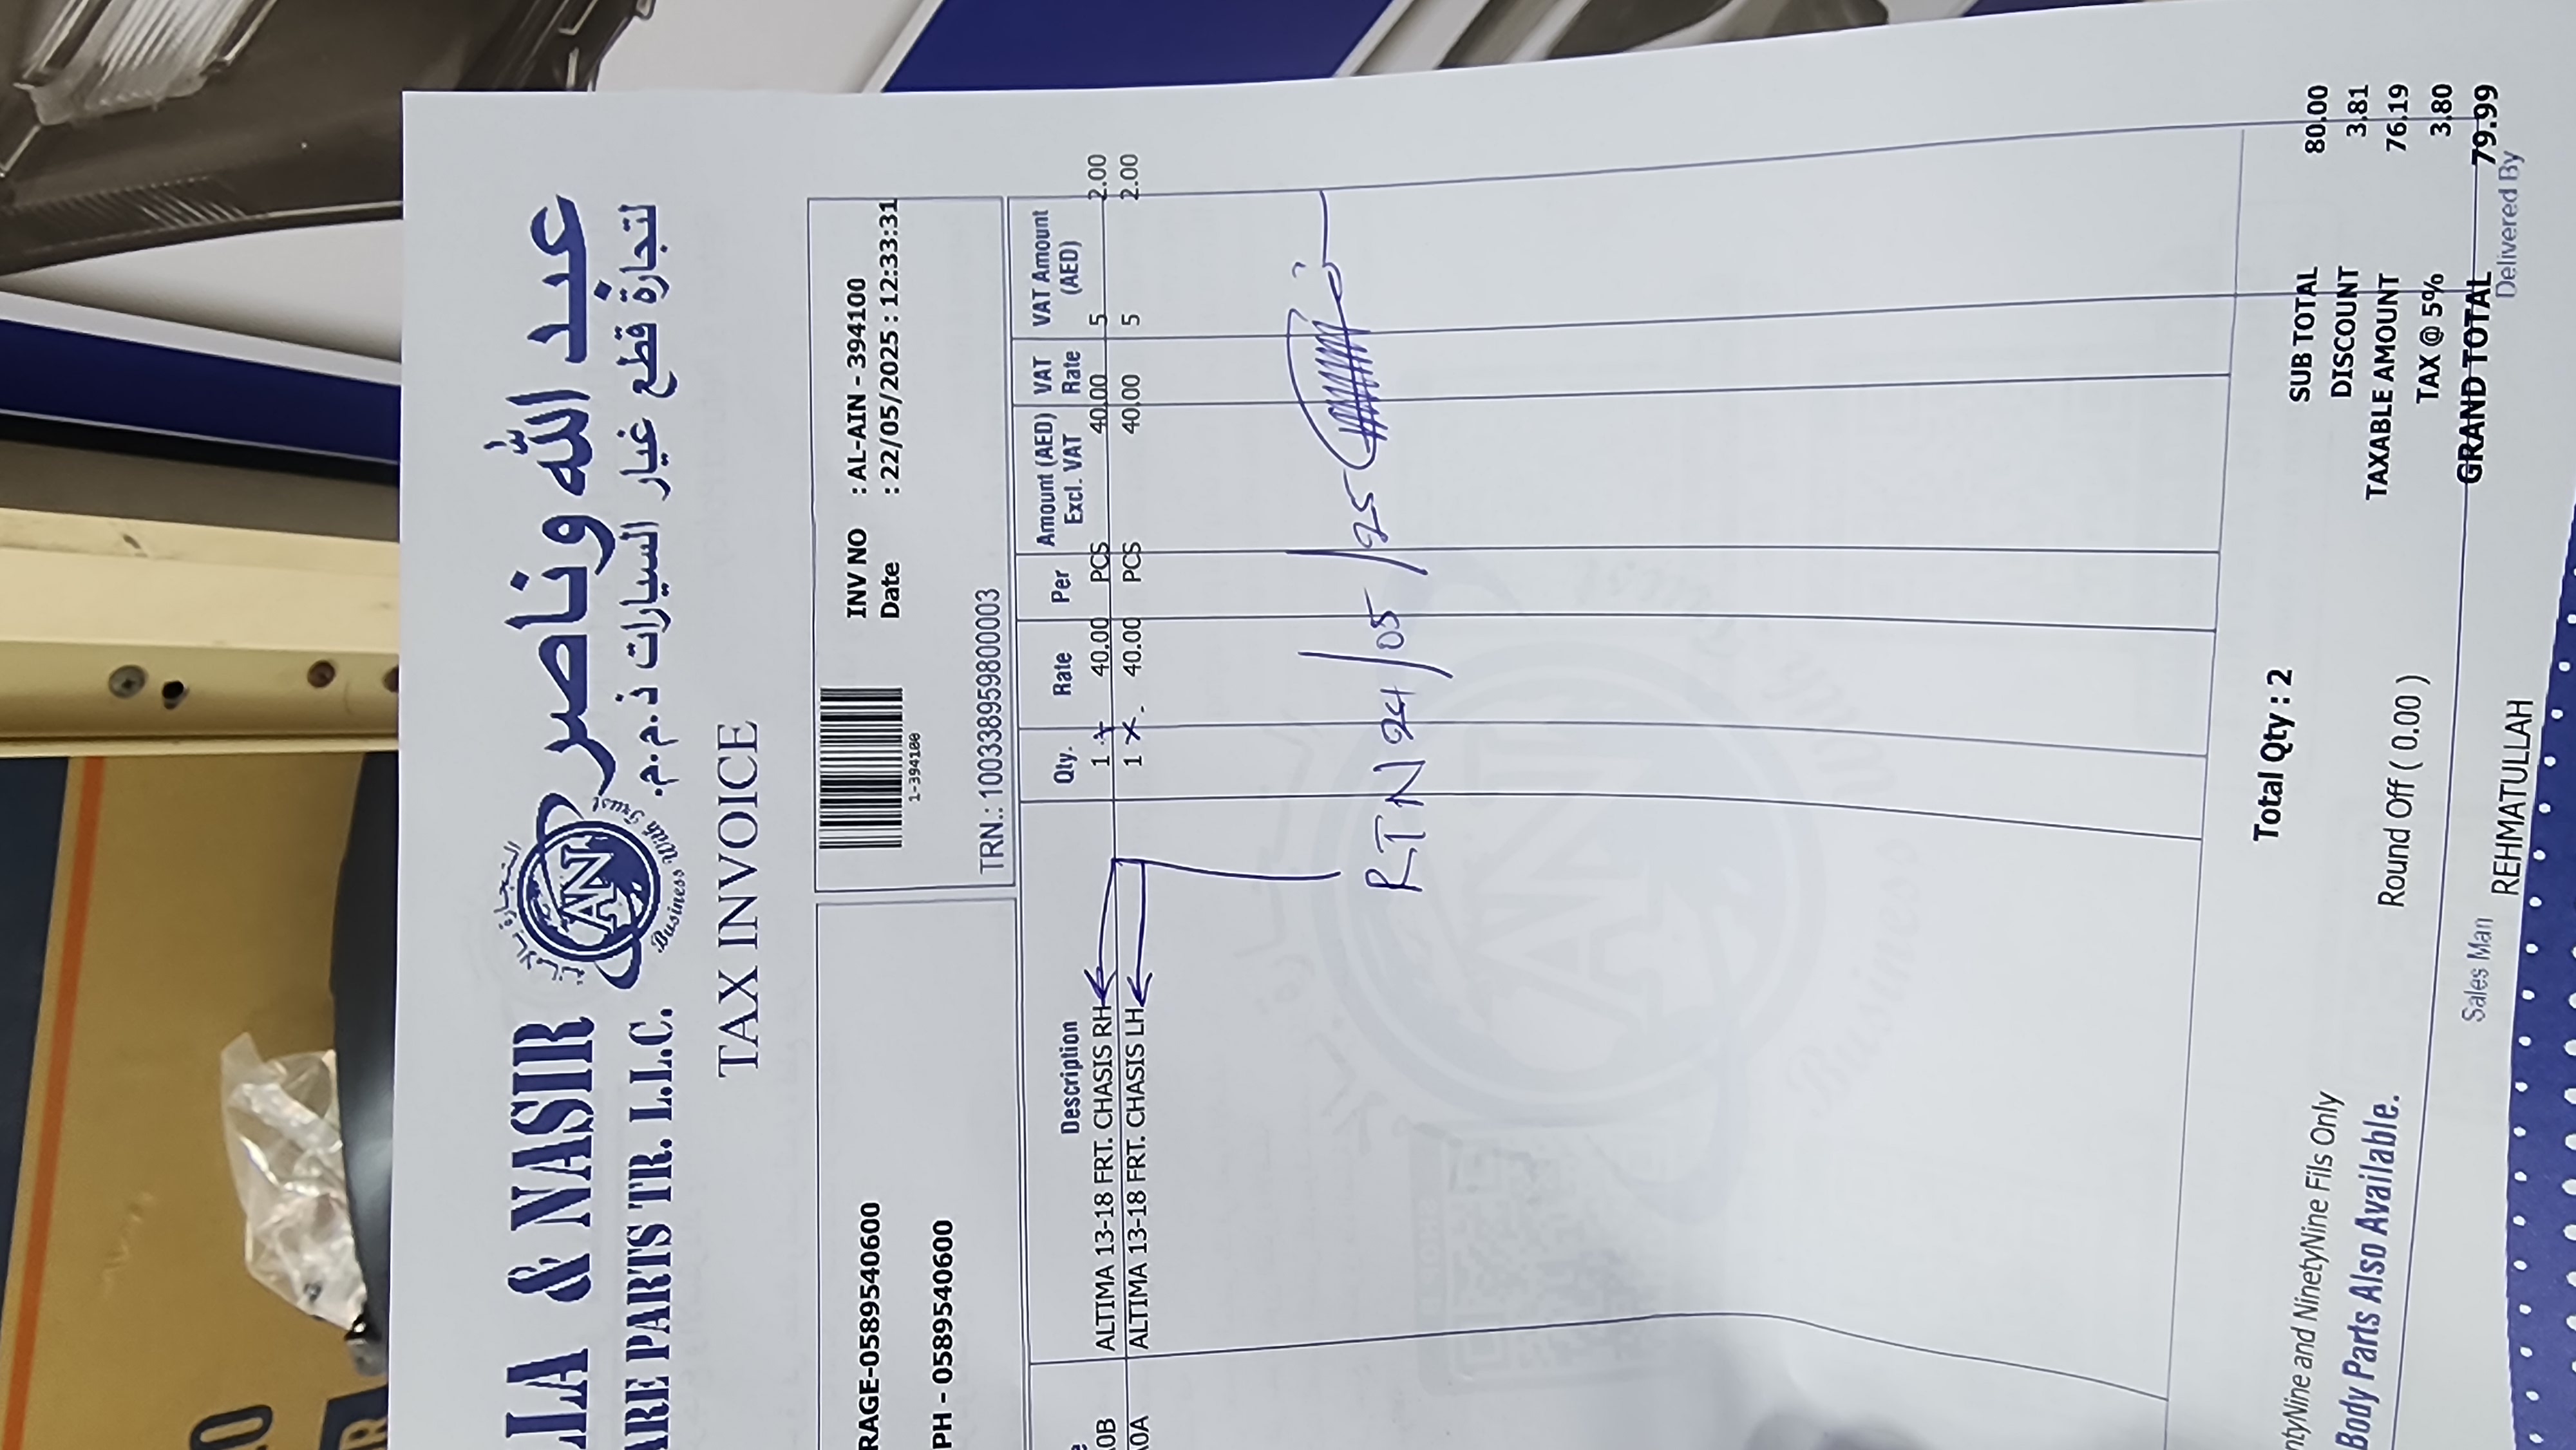 عبد الله وناصر
لتجارة قطع غيار السيارات ذ.م.م.
LLA & NASIR
ARE PARTS TR. L.L.C.
AN
Business With Trust
TAX INVOICE
RAGE-0589540600
PH - 0589540600
INV NO : AL-AIN - 394100
Date : 22/05/2025 : 12:33:31
1-394100
TRN.: 100338959800003
Description Qty. Rate Per Amount (AED) Excl. VAT VAT Rate VAT Amount (AED)
0B ALTIMA 13-18 FRT. CHASIS RH 1 40.00 PCS 40.00 5 2.00
0A ALTIMA 13-18 FRT. CHASIS LH 1 40.00 PCS 40.00 5 2.00
RTN 24/05/25
Total Qty : 2
SUB TOTAL 80.00
DISCOUNT 3.81
TAXABLE AMOUNT 76.19
Round Off ( 0.00 )
TAX @ 5% 3.80
GRAND TOTAL 79.99
ntyNine and NinetyNine Fils Only
Body Parts Also Available.
Sales Man REHMATULLAH
Delivered By